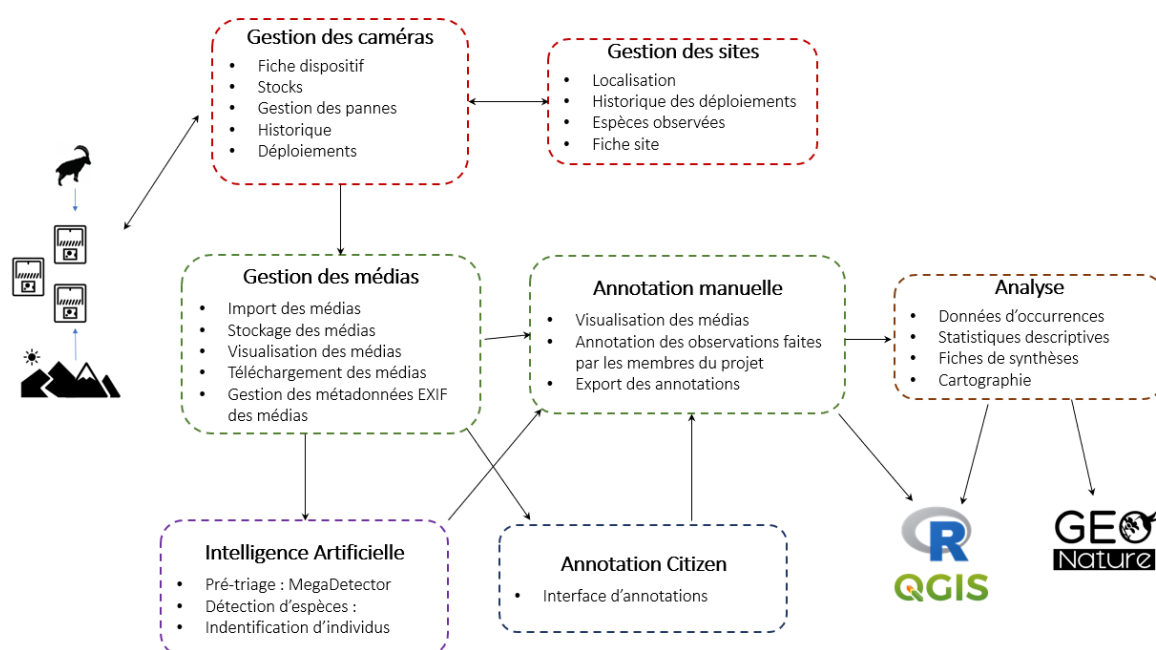 Gestion des caméras
• Fiche dispositif
• Stocks
• Gestion des pannes
• Historique
• Déploiements
Gestion des sites
• Localisation
• Historique des déploiements
• Espèces observées
• Fiche site
Gestion des médias
• Import des médias
• Stockage des médias
• Visualisation des médias
• Téléchargement des médias
• Gestion des métadonnées EXIF
des médias
Annotation manuelle
• Visualisation des médias
• Annotation des observations faites
par les membres du projet
• Export des annotations
Analyse
• Données d’occurrences
• Statistiques descriptives
• Fiches de synthèses
• Cartographie
Intelligence Artificielle
• Pré-triage : MegaDetector
• Détection d’espèces :
• Indentification d’individus
Annotation Citizen
• Interface d’annotations
R
QGIS
GEO
Nature